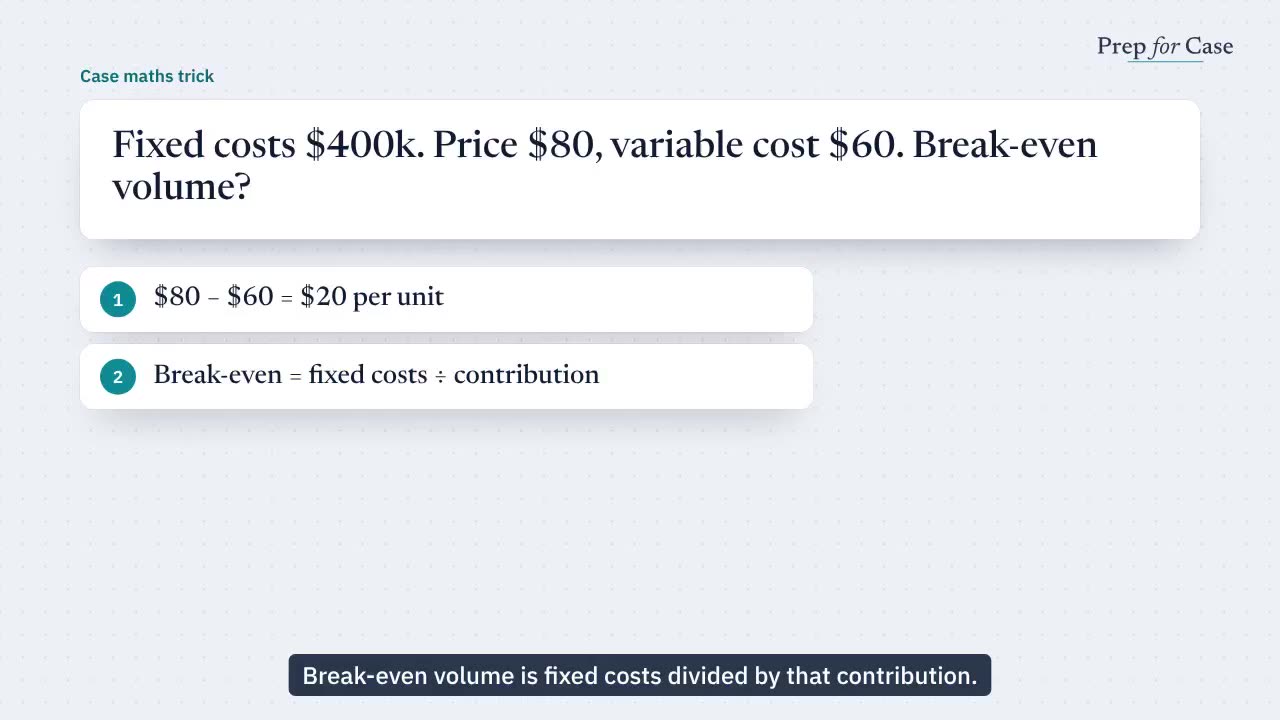 Prep for Case
Case maths trick
Fixed costs $400k. Price $80, variable cost $60. Break-even
volume?
1 $80 – $60 = $20 per unit
2 Break-even = fixed costs ÷ contribution
Break-even volume is fixed costs divided by that contribution.